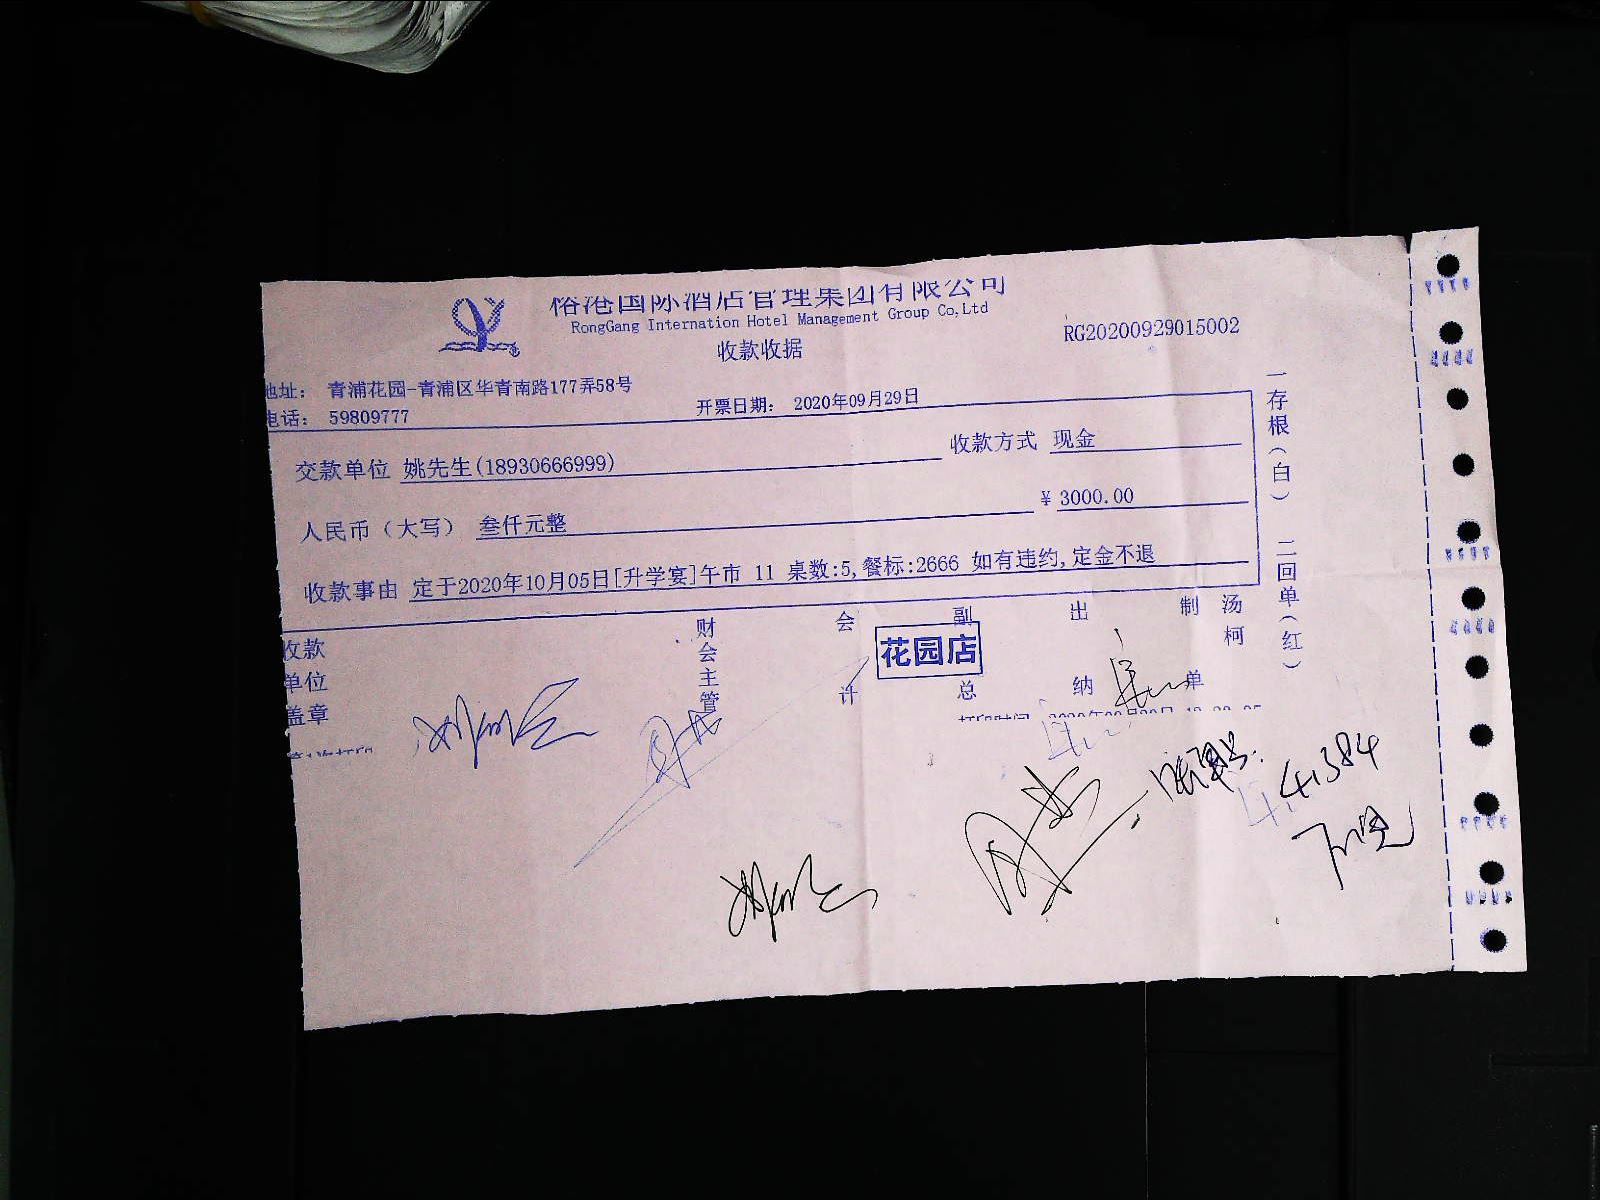 裕港国际酒店管理集团有限公司
RongGang Internation Hotel Management Group Co,Ltd
收款收据
RG20200929015002
地址： 青浦花园-青浦区华青南路177弄58号
电话： 59809777
开票日期： 2020年09月29日
交款单位 姚先生(18930666999)
收款方式 现金
人民币（大写） 叁仟元整
¥ 3000.00
收款事由 定于2020年10月05日[升学宴]午市 11 桌数:5,餐标:2666 如有违约,定金不退
一存根（白） 二回单（红）
收款单位盖章
财会主管
会计
副总
出纳
制单
汤柯
花园店
41384